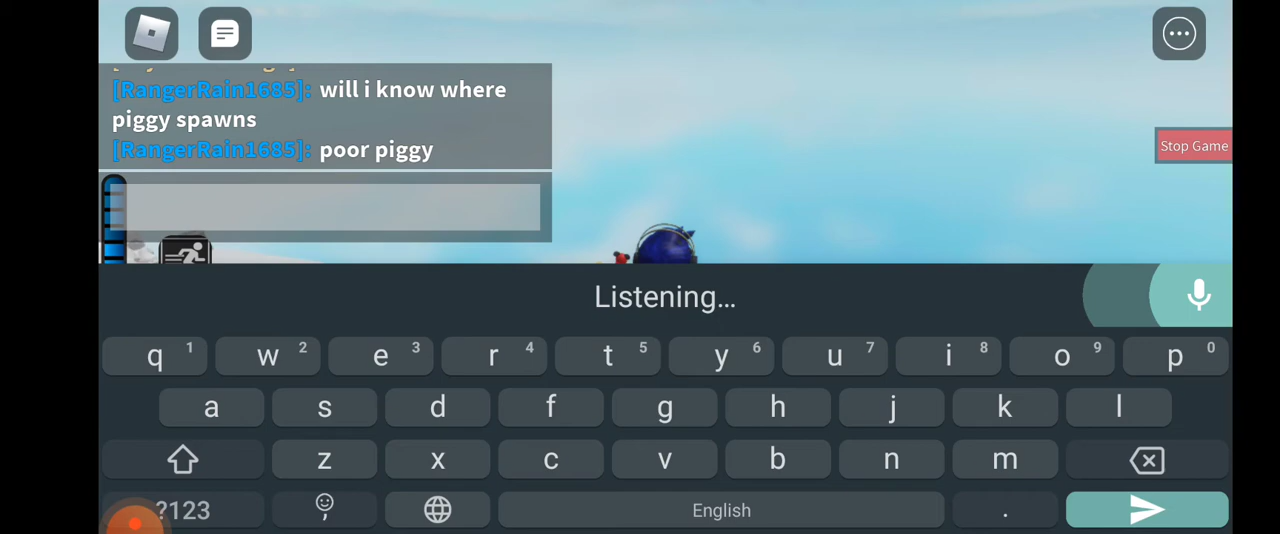 [RangerRain1685]: will i know where
piggy spawns
[RangerRain1685]: poor piggy
Stop Game
Listening...
q 1 w 2 e 3 r 4 t 5 y 6 u 7 i 8 o 9 p 0
a s d f g h j k l
z x c v b n m
?123 , English .